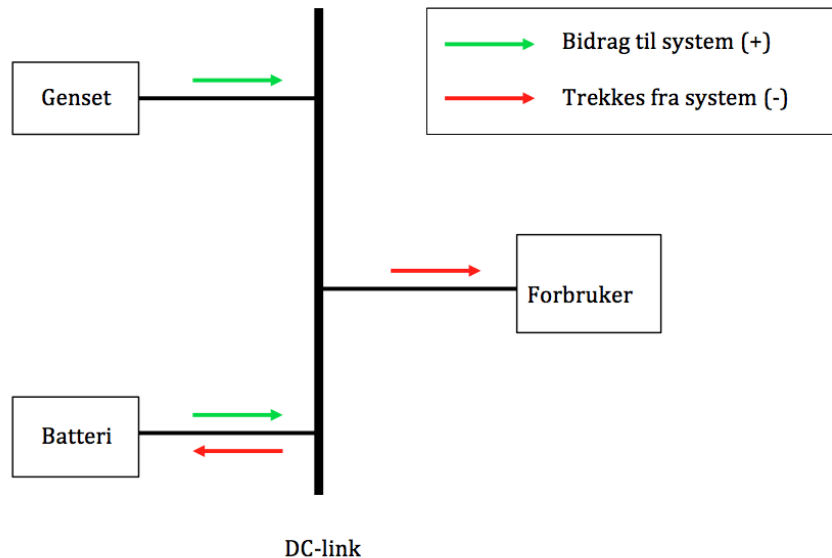 Bidrag til system (+)
Genset
Trekkes fra system (-)
Forbruker
Batteri
DC-link